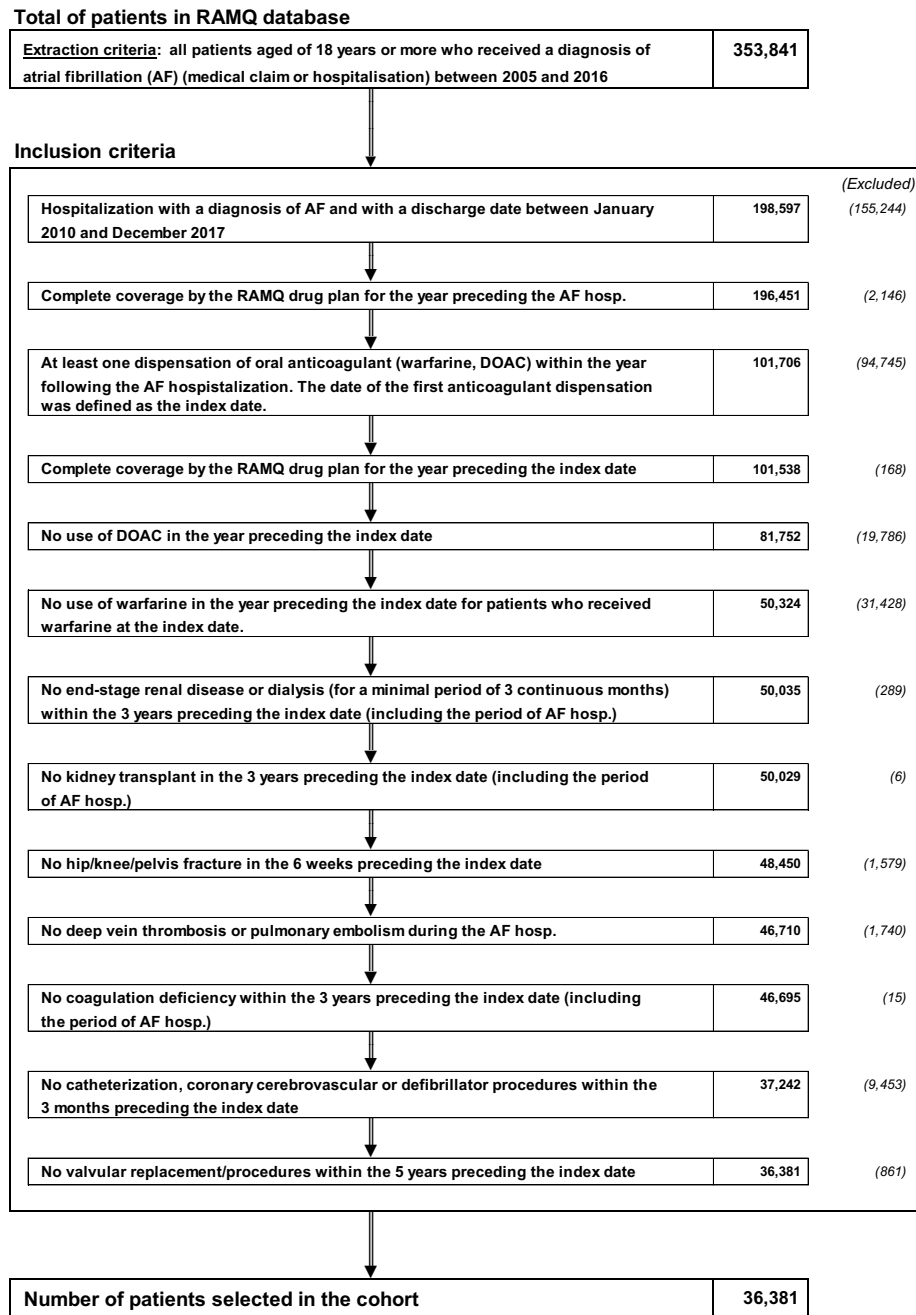 Total of patients in RAMQ database
Extraction criteria: all patients aged of 18 years or more who received a diagnosis of 353,841
atrial fibrillation (AF) (medical claim or hospitalisation) between 2005 and 2016
Inclusion criteria
(Excluded)
Hospitalization with a diagnosis of AF and with a discharge date between January 198,597 (155,244)
2010 and December 2017
Complete coverage by the RAMQ drug plan for the year preceding the AF hosp. 196,451 (2,146)
At least one dispensation of oral anticoagulant (warfarine, DOAC) within the year 101,706 (94,745)
following the AF hospistalization. The date of the first anticoagulant dispensation
was defined as the index date.
Complete coverage by the RAMQ drug plan for the year preceding the index date 101,538 (168)
No use of DOAC in the year preceding the index date 81,752 (19,786)
No use of warfarine in the year preceding the index date for patients who received 50,324 (31,428)
warfarine at the index date.
No end-stage renal disease or dialysis (for a minimal period of 3 continuous months) 50,035 (289)
within the 3 years preceding the index date (including the period of AF hosp.)
No kidney transplant in the 3 years preceding the index date (including the period 50,029 (6)
of AF hosp.)
No hip/knee/pelvis fracture in the 6 weeks preceding the index date 48,450 (1,579)
No deep vein thrombosis or pulmonary embolism during the AF hosp. 46,710 (1,740)
No coagulation deficiency within the 3 years preceding the index date (including 46,695 (15)
the period of AF hosp.)
No catheterization, coronary cerebrovascular or defibrillator procedures within the 37,242 (9,453)
3 months preceding the index date
No valvular replacement/procedures within the 5 years preceding the index date 36,381 (861)
Number of patients selected in the cohort 36,381